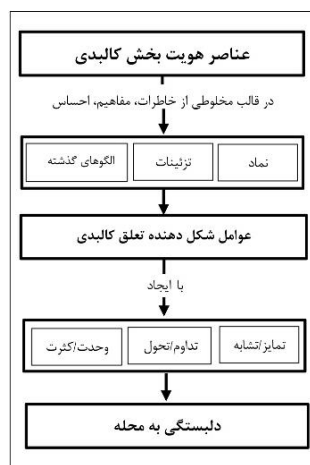 عناصر هویت بخش کالبدی
در قالب مخلوطی از خاطرات، مفاهیم، احساس
نماد
تزئینات
الگوهای گذشته
عوامل شکل دهنده تعلق کالبدی
با ایجاد
تمایز/تشابه
تداوم/تحول
وحدت/کثرت
دلبستگی به محله